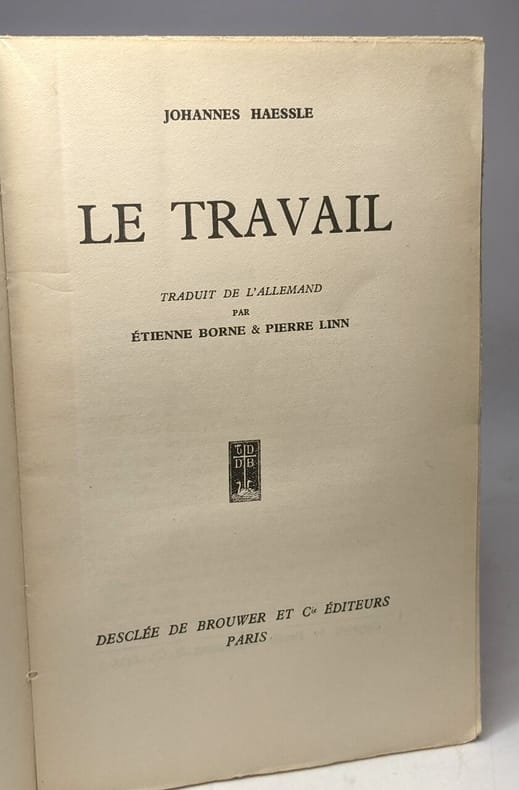 JOHANNES HAESSLE
LE TRAVAIL
TRADUIT DE L'ALLEMAND
PAR
ÉTIENNE BORNE & PIERRE LINN
DDB
DESCLÉE DE BROUWER ET Cie ÉDITEURS
PARIS